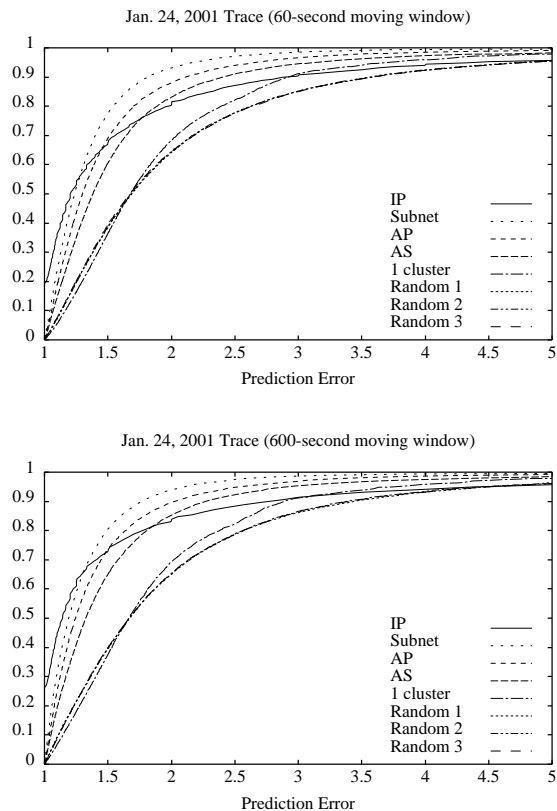 Jan. 24, 2001 Trace (60-second moving window)
1
0.9
0.8
0.7
0.6
0.5
0.4
0.3
0.2
0.1
0
IP
Subnet
AP
AS
1 cluster
Random 1
Random 2
Random 3
1 1.5 2 2.5 3 3.5 4 4.5 5
Prediction Error
Jan. 24, 2001 Trace (600-second moving window)
1
0.9
0.8
0.7
0.6
0.5
0.4
0.3
0.2
0.1
0
IP
Subnet
AP
AS
1 cluster
Random 1
Random 2
Random 3
1 1.5 2 2.5 3 3.5 4 4.5 5
Prediction Error